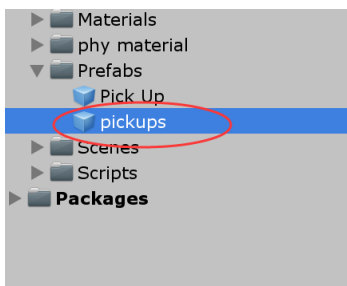 Materials
phy material
Prefabs
Pick Up
pickups
Scenes
Scripts
Packages